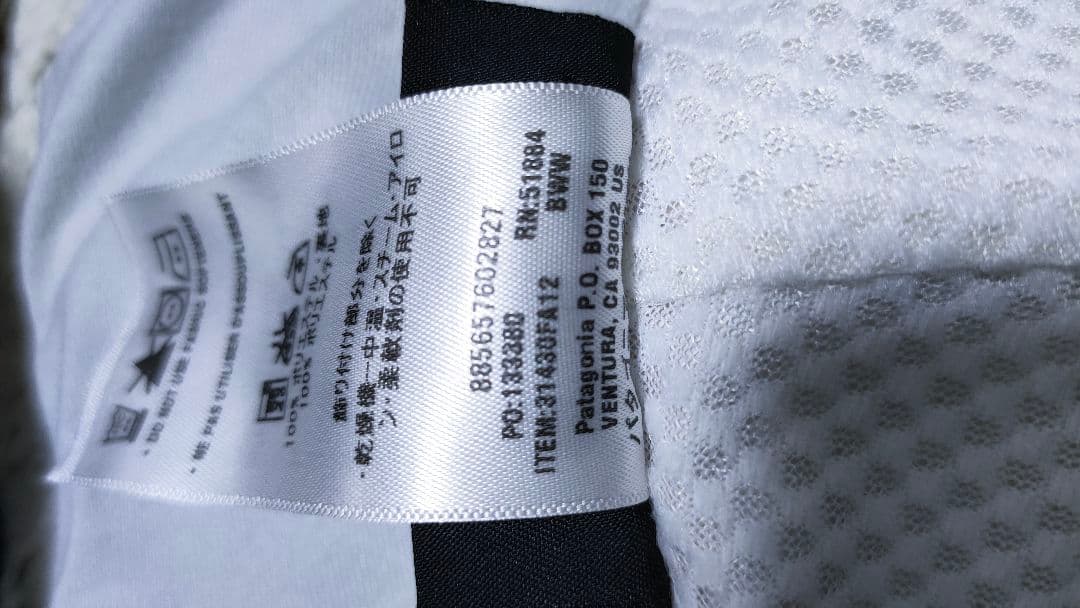 · DO NOT USE FABRIC SOFTENER
· NE PAS UTILISER D'ASSOUPLISSANT
100% ポリエステル
100% ポリエステル
飾り付け部分を除く
· 乾燥機―中温・スチーム・アイロ
ン・柔軟剤の使用不可
885657602827
PO:133380 RN:51884
ITEM:31430FA12 BWW
Patagonia P.O. BOX 150
VENTURA, CA 93002 US